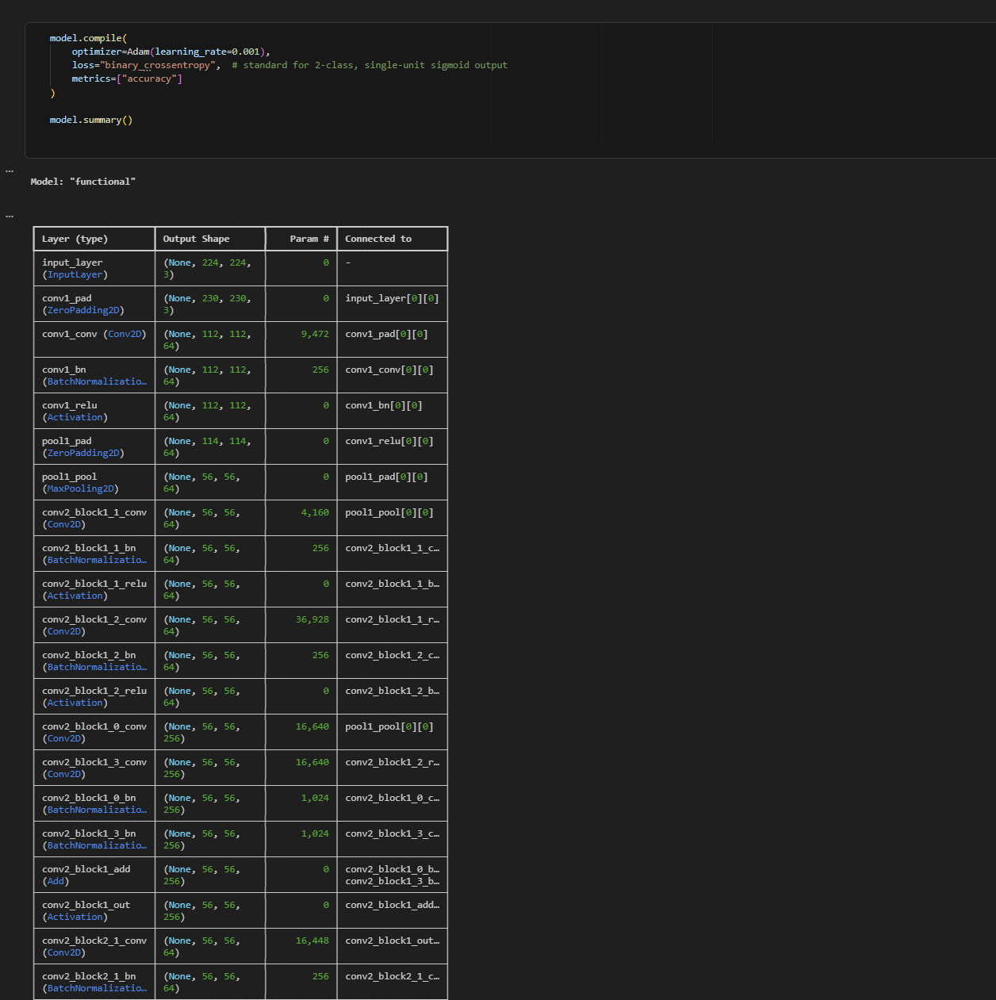 model.compile(
optimizer=Adam(learning_rate=0.001),
loss="binary_crossentropy",  # standard for 2-class, single-unit sigmoid output
metrics=["accuracy"]
)
model.summary()
...
Model: "functional"
...
Layer (type) Output Shape Param # Connected to
input_layer (None, 224, 224, 0 -
(InputLayer) 3)
conv1_pad (None, 230, 230, 0 input_layer[0][0]
(ZeroPadding2D) 3)
conv1_conv (Conv2D) (None, 112, 112, 9,472 conv1_pad[0][0]
64)
conv1_bn (None, 112, 112, 256 conv1_conv[0][0]
(BatchNormalizatio… 64)
conv1_relu (None, 112, 112, 0 conv1_bn[0][0]
(Activation) 64)
pool1_pad (None, 114, 114, 0 conv1_relu[0][0]
(ZeroPadding2D) 64)
pool1_pool (None, 56, 56, 0 pool1_pad[0][0]
(MaxPooling2D) 64)
conv2_block1_1_conv (None, 56, 56, 4,160 pool1_pool[0][0]
(Conv2D) 64)
conv2_block1_1_bn (None, 56, 56, 256 conv2_block1_1_c…
(BatchNormalizatio… 64)
conv2_block1_1_relu (None, 56, 56, 0 conv2_block1_1_b…
(Activation) 64)
conv2_block1_2_conv (None, 56, 56, 36,928 conv2_block1_1_r…
(Conv2D) 64)
conv2_block1_2_bn (None, 56, 56, 256 conv2_block1_2_c…
(BatchNormalizatio… 64)
conv2_block1_2_relu (None, 56, 56, 0 conv2_block1_2_b…
(Activation) 64)
conv2_block1_0_conv (None, 56, 56, 16,640 pool1_pool[0][0]
(Conv2D) 256)
conv2_block1_3_conv (None, 56, 56, 16,640 conv2_block1_2_r…
(Conv2D) 256)
conv2_block1_0_bn (None, 56, 56, 1,024 conv2_block1_0_c…
(BatchNormalizatio… 256)
conv2_block1_3_bn (None, 56, 56, 1,024 conv2_block1_3_c…
(BatchNormalizatio… 256)
conv2_block1_add (None, 56, 56, 0 conv2_block1_0_b…
(Add) 256) conv2_block1_3_b…
conv2_block1_out (None, 56, 56, 0 conv2_block1_add…
(Activation) 256)
conv2_block2_1_conv (None, 56, 56, 16,448 conv2_block1_out…
(Conv2D) 64)
conv2_block2_1_bn (None, 56, 56, 256 conv2_block2_1_c…
(BatchNormalizatio… 64)